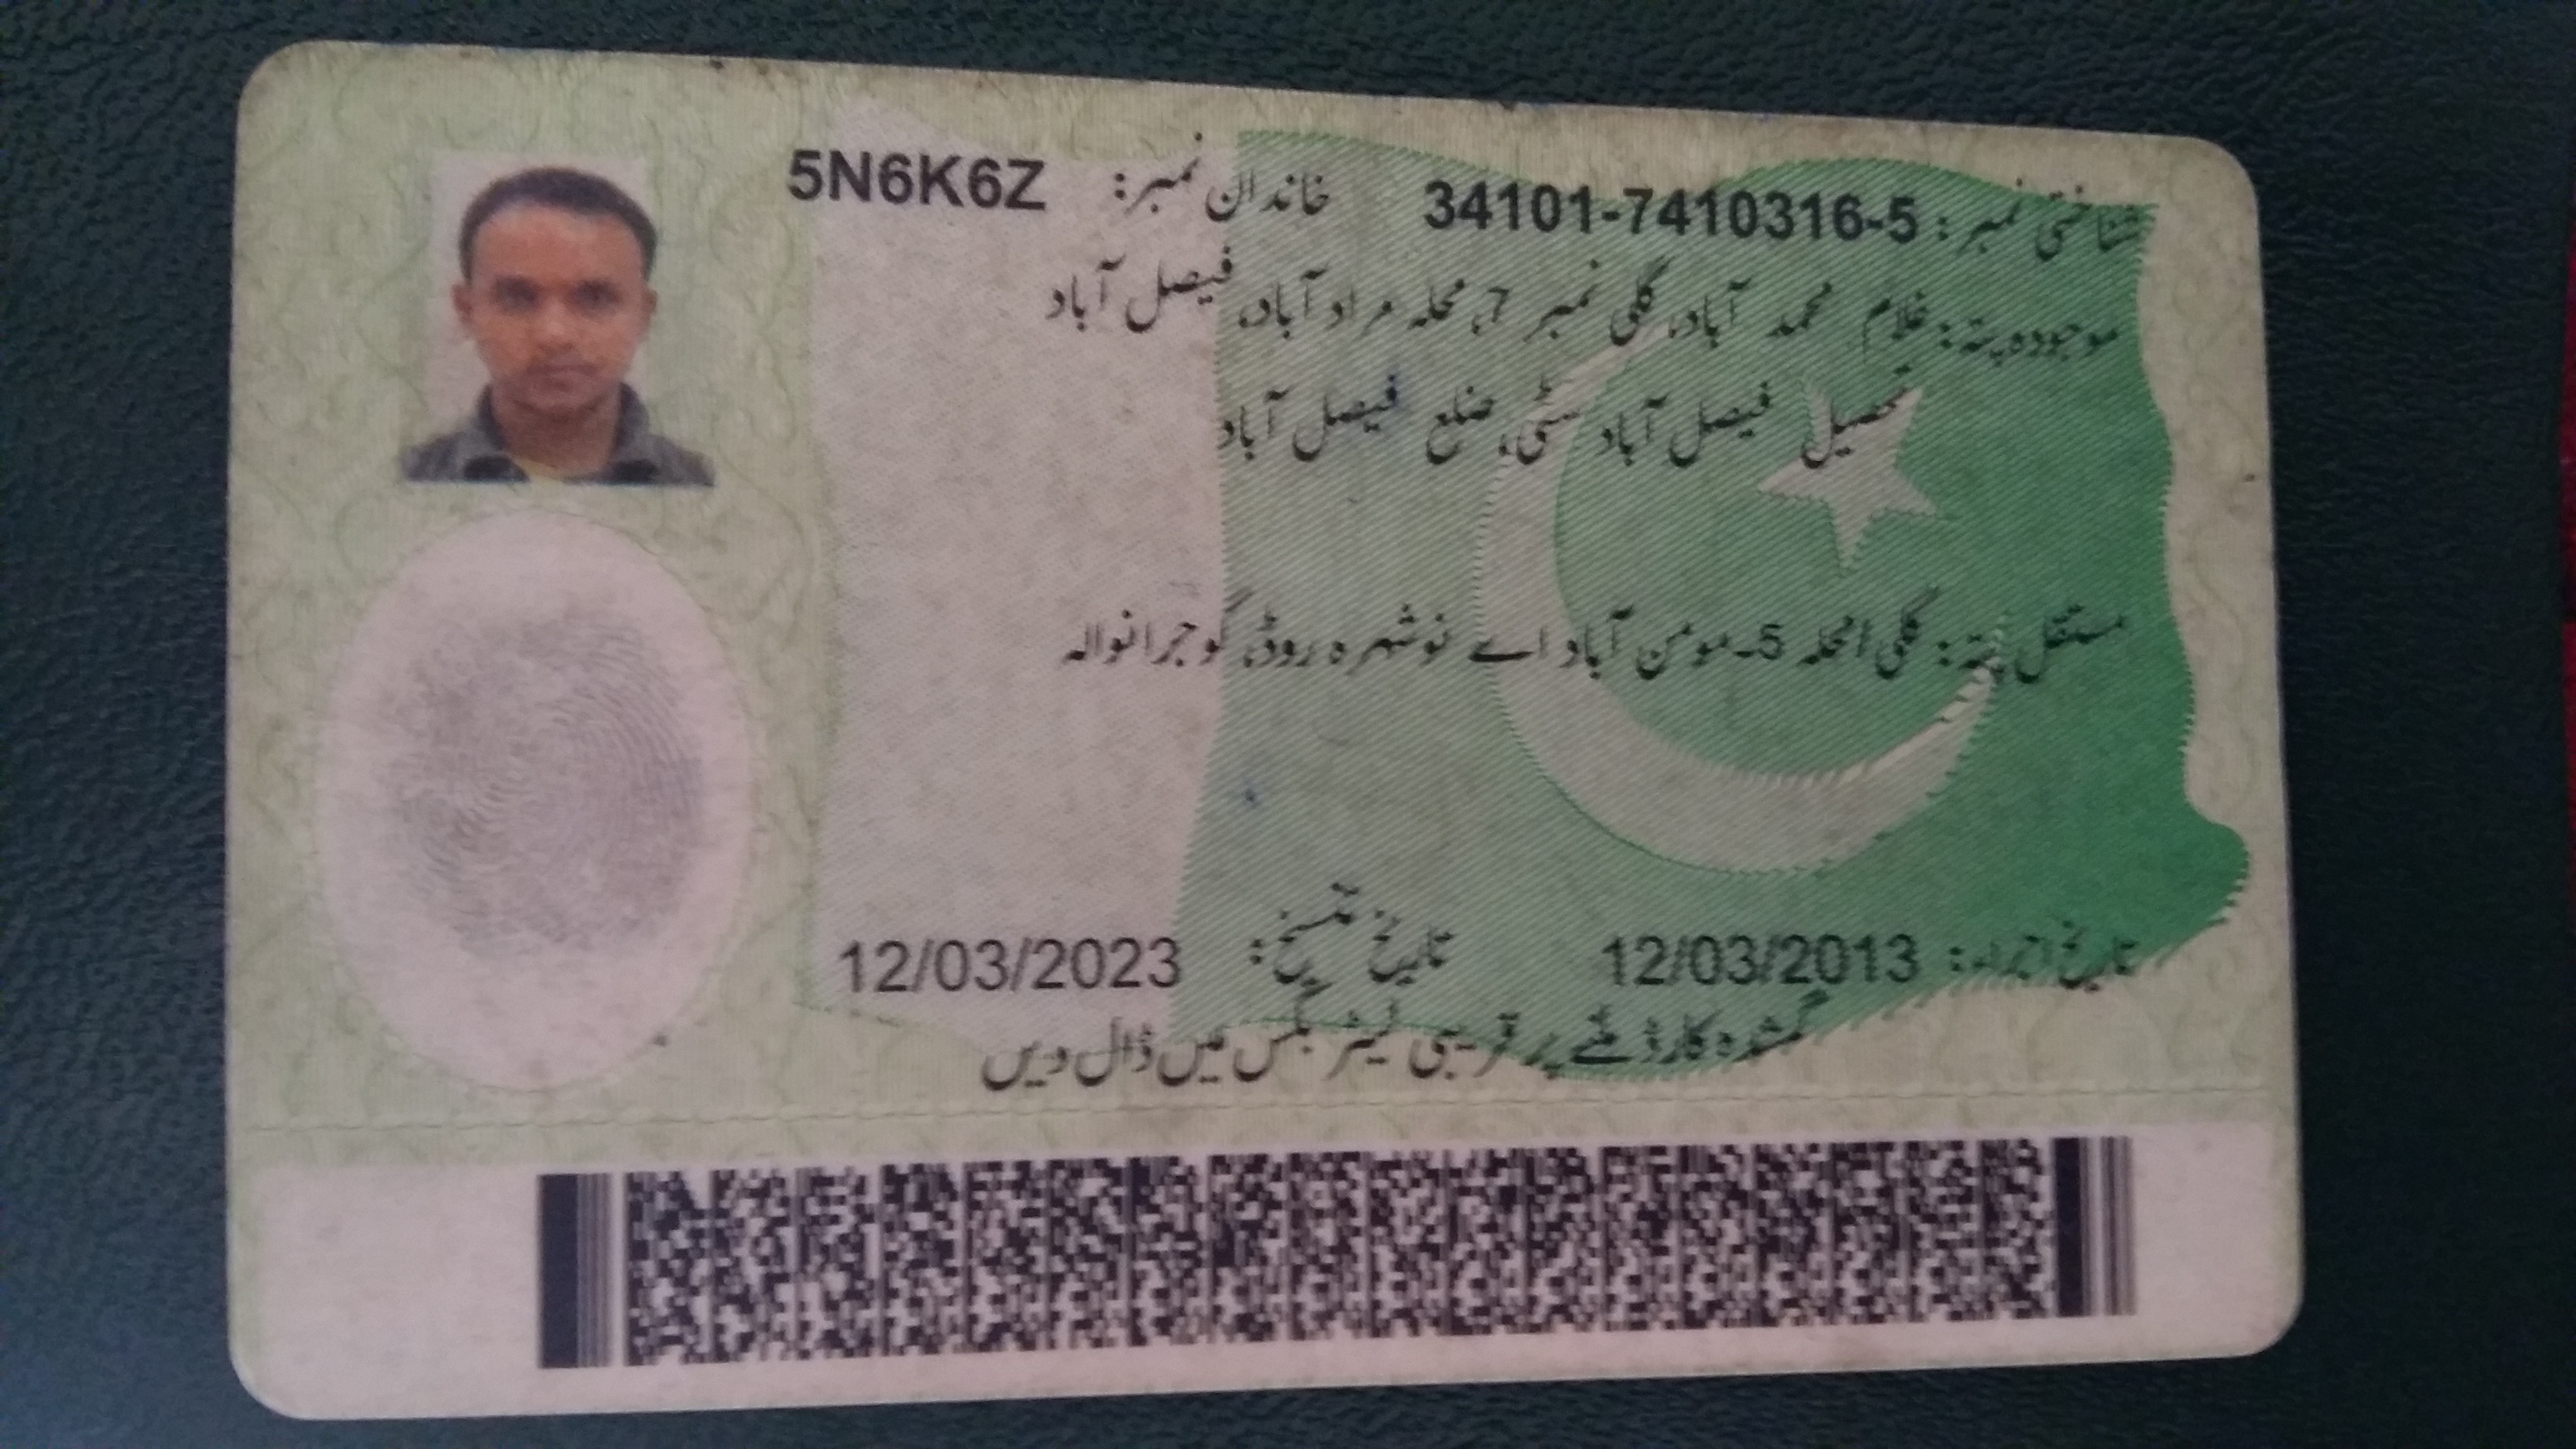 شناختی نمبر: 34101-7410316-5 خاندان نمبر: 5N6K6Z
موجودہ پتہ: غلام محمد آباد، گلی نمبر 7، محلہ مراد آباد، فیصل آباد
تحصیل فیصل آباد سٹی، ضلع فیصل آباد
مستقل پتہ: گلی/محلہ 5-مومن آباد اے نوشہرہ روڈ، گوجرانوالہ
تاریخ اجراء: 12/03/2013 تاریخ تنسیخ: 12/03/2023
گمشدہ کارڈ ملنے پر قریبی لیٹر بکس میں ڈال دیں